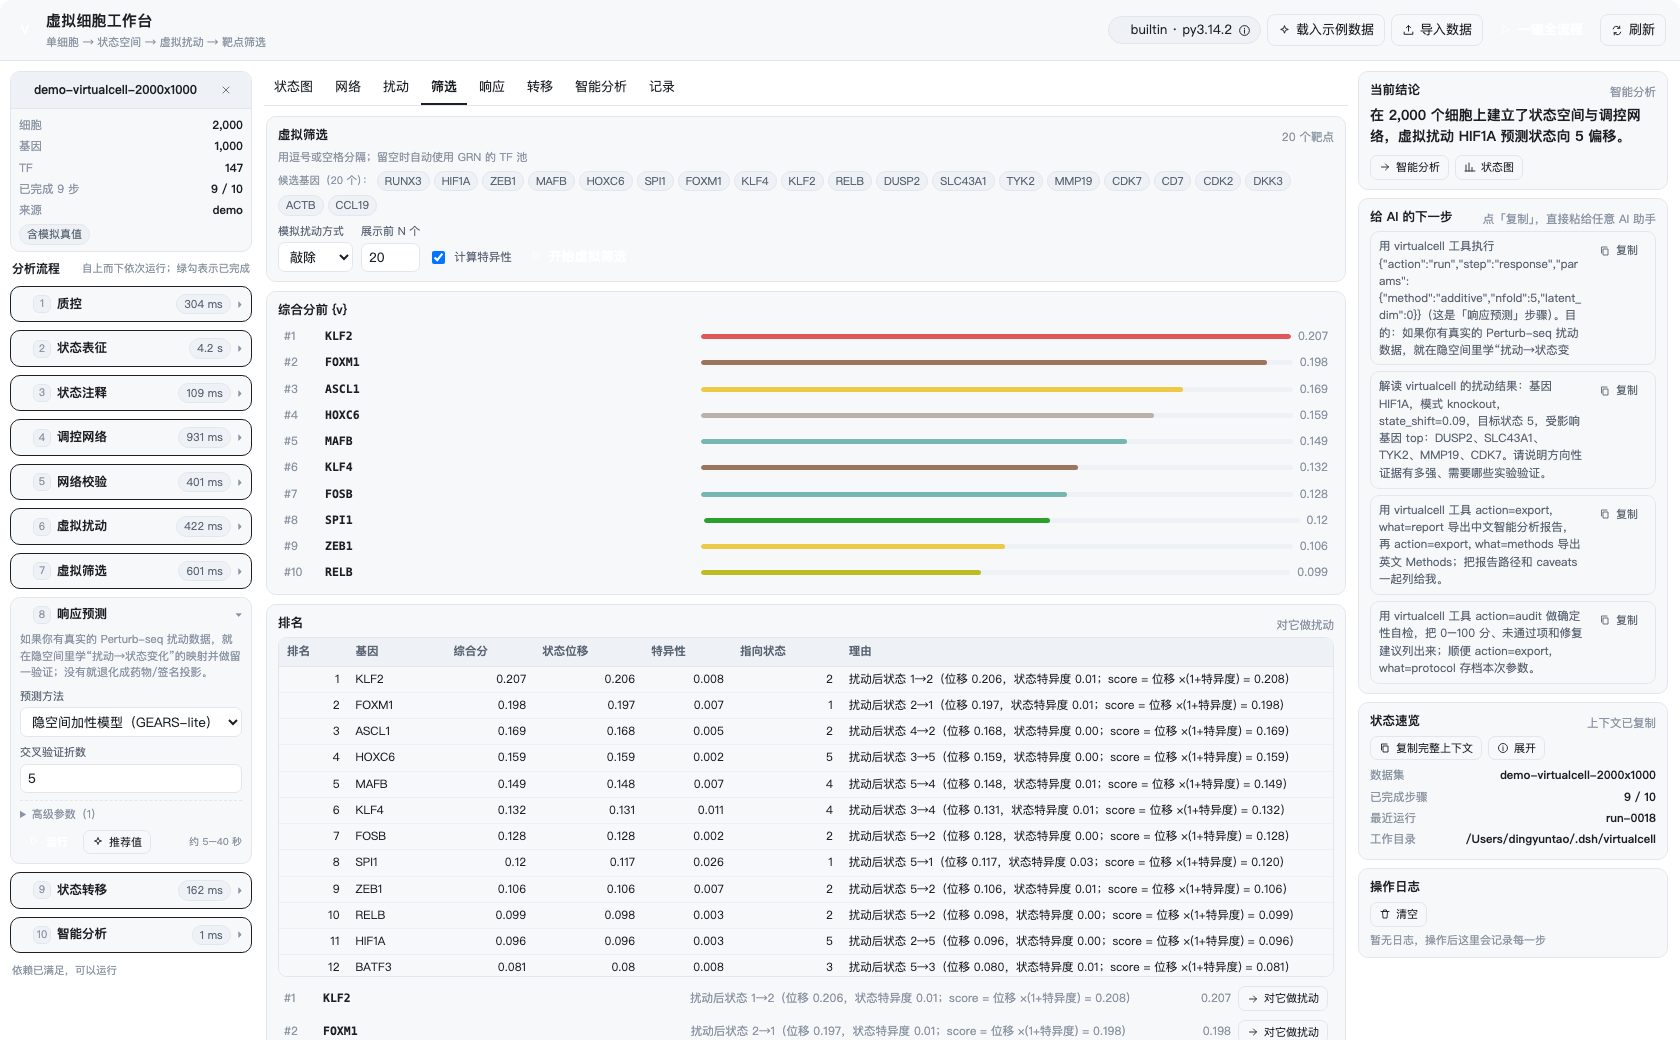 虚拟细胞工作台
单细胞 → 状态空间 → 虚拟扰动 → 靶点筛选
builtin · py3.14.2
载入示例数据
导入数据
一键全流程
刷新
demo-virtualcell-2000x1000 ×
细胞 2,000
基因 1,000
TF 147
已完成 9 步 9 / 10
来源 demo
含模拟真值
分析流程 自上而下依次运行；绿勾表示已完成
1 质控 304 ms
2 状态表征 4.2 s
3 状态注释 109 ms
4 调控网络 931 ms
5 网络校验 401 ms
6 虚拟扰动 422 ms
7 虚拟筛选 601 ms
8 响应预测
如果你有真实的 Perturb-seq 扰动数据，就
在隐空间里学“扰动→状态变化”的映射并做留
一验证；没有就退化成药物/签名投影。
预测方法
隐空间加性模型（GEARS-lite）
交叉验证折数
5
高级参数（1）
运行
推荐值
约 5–40 秒
9 状态转移 162 ms
10 智能分析 1 ms
依赖已满足，可以运行
状态图 网络 扰动 筛选 响应 转移 智能分析 记录
虚拟筛选 20 个靶点
用逗号或空格分隔；留空时自动使用 GRN 的 TF 池
候选基因（20 个）： RUNX3 HIF1A ZEB1 MAFB HOXC6 SPI1 FOXM1 KLF4 KLF2 RELB DUSP2 SLC43A1 TYK2 MMP19 CDK7 CD7 CDK2 DKK3
ACTB CCL19
模拟扰动方式 展示前 N 个
敲除 20 计算特异性 开始虚拟筛选
综合分前 {v}
#1 KLF2 0.207
#2 FOXM1 0.198
#3 ASCL1 0.169
#4 HOXC6 0.159
#5 MAFB 0.149
#6 KLF4 0.132
#7 FOSB 0.128
#8 SPI1 0.12
#9 ZEB1 0.106
#10 RELB 0.099
排名 对它做扰动
排名 基因 综合分 状态位移 特异性 指向状态 理由
1 KLF2 0.207 0.206 0.008 2 扰动后状态 1→2（位移 0.206，状态特异度 0.01；score = 位移 ×(1+特异度) = 0.208）
2 FOXM1 0.198 0.197 0.007 1 扰动后状态 2→1（位移 0.197，状态特异度 0.01；score = 位移 ×(1+特异度) = 0.198）
3 ASCL1 0.169 0.168 0.005 2 扰动后状态 4→2（位移 0.168，状态特异度 0.00；score = 位移 ×(1+特异度) = 0.169）
4 HOXC6 0.159 0.159 0.002 5 扰动后状态 3→5（位移 0.159，状态特异度 0.00；score = 位移 ×(1+特异度) = 0.159）
5 MAFB 0.149 0.148 0.007 4 扰动后状态 5→4（位移 0.148，状态特异度 0.01；score = 位移 ×(1+特异度) = 0.149）
6 KLF4 0.132 0.131 0.011 4 扰动后状态 3→4（位移 0.131，状态特异度 0.01；score = 位移 ×(1+特异度) = 0.132）
7 FOSB 0.128 0.128 0.002 2 扰动后状态 5→2（位移 0.128，状态特异度 0.00；score = 位移 ×(1+特异度) = 0.128）
8 SPI1 0.12 0.117 0.026 1 扰动后状态 5→1（位移 0.117，状态特异度 0.03；score = 位移 ×(1+特异度) = 0.120）
9 ZEB1 0.106 0.106 0.007 2 扰动后状态 5→2（位移 0.106，状态特异度 0.01；score = 位移 ×(1+特异度) = 0.106）
10 RELB 0.099 0.098 0.003 2 扰动后状态 5→2（位移 0.098，状态特异度 0.00；score = 位移 ×(1+特异度) = 0.099）
11 HIF1A 0.096 0.096 0.003 5 扰动后状态 2→5（位移 0.096，状态特异度 0.00；score = 位移 ×(1+特异度) = 0.096）
12 BATF3 0.081 0.08 0.008 3 扰动后状态 5→3（位移 0.080，状态特异度 0.01；score = 位移 ×(1+特异度) = 0.081）
#1 KLF2 扰动后状态 1→2（位移 0.206，状态特异度 0.01；score = 位移 ×(1+特异度) = 0.208） 0.207 → 对它做扰动
#2 FOXM1 扰动后状态 2→1（位移 0.197，状态特异度 0.01；score = 位移 ×(1+特异度) = 0.198） 0.198 → 对它做扰动
当前结论 智能分析
在 2,000 个细胞上建立了状态空间与调控网
络，虚拟扰动 HIF1A 预测状态向 5 偏移。
→ 智能分析 状态图
给 AI 的下一步 点「复制」，直接粘给任意 AI 助手
用 virtualcell 工具执行 复制
{"action":"run","step":"response","par
ams":
{"method":"additive","nfold":5,"latent_
dim":0}}（这是「响应预测」步骤）。目
的：如果你有真实的 Perturb-seq 扰动
数据，就在隐空间里学“扰动→状态变
解读 virtualcell 的扰动结果：基因 复制
HIF1A，模式 knockout，
state_shift=0.09，目标状态 5，受影响
基因 top：DUSP2、SLC43A1、
TYK2、MMP19、CDK7。请说明方向性
证据有多强、需要哪些实验验证。
用 virtualcell 工具 action=export, 复制
what=report 导出中文智能分析报告，
再 action=export, what=methods 导出
英文 Methods；把报告路径和 caveats
一起列给我。
用 virtualcell 工具 action=audit 做确定 复制
性自检，把 0–100 分、未通过项和修复
建议列出来；顺便 action=export,
what=protocol 存档本次参数。
状态速览 上下文已复制
复制完整上下文 展开
数据集 demo-virtualcell-2000x1000
已完成步骤 9 / 10
最近运行 run-0018
工作目录 /Users/dingyuntao/.dsh/virtualcell
操作日志
清空
暂无日志，操作后这里会记录每一步